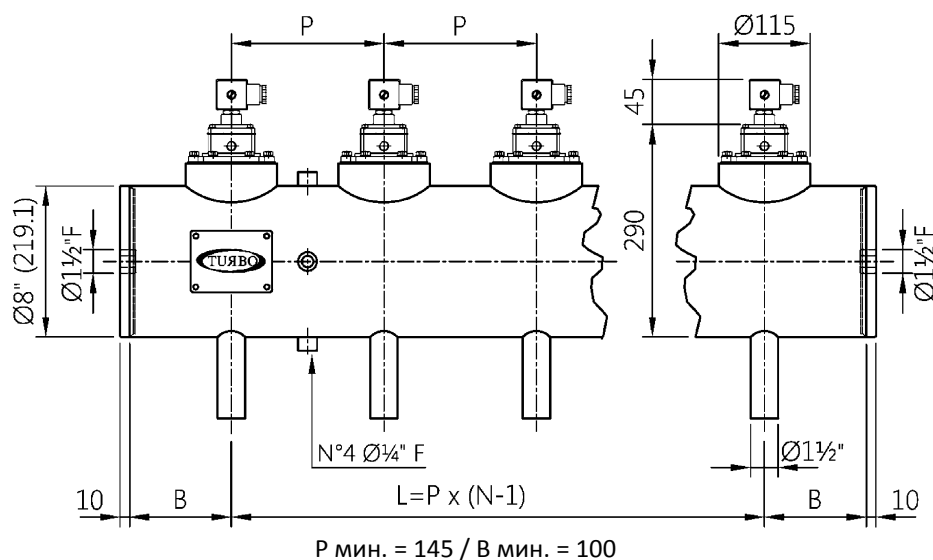 P
P
Ø115
45
290
TURBO
Ø8" (219.1)
Ø1½"F
Ø1½"F
N°4 Ø¼" F
Ø1½"
10
B
L=P x (N-1)
B
10
P мин. = 145 / B мин. = 100